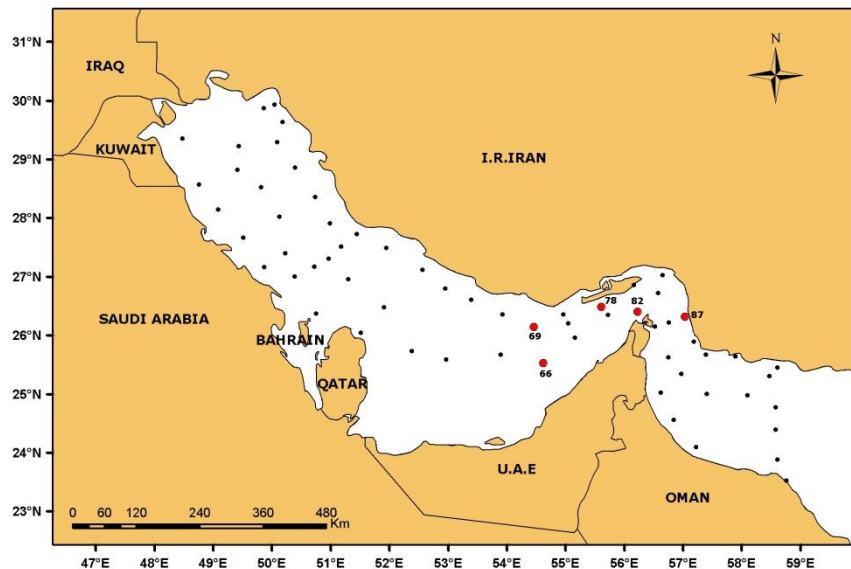 N
31°N
30°N
29°N
28°N
27°N
26°N
25°N
24°N
23°N
IRAQ
KUWAIT
I.R.IRAN
SAUDI ARABIA
BAHRAIN
QATAR
U.A.E
OMAN
78
82
87
69
66
0 60 120 240 360 480
Km
47°E 48°E 49°E 50°E 51°E 52°E 53°E 54°E 55°E 56°E 57°E 58°E 59°E